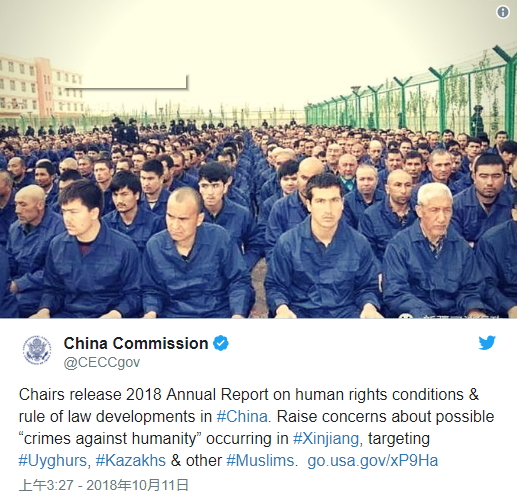 China Commission
@CECCgov
Chairs release 2018 Annual Report on human rights conditions &
rule of law developments in #China. Raise concerns about possible
“crimes against humanity” occurring in #Xinjiang, targeting
#Uyghurs, #Kazakhs & other #Muslims. go.usa.gov/xP9Ha
上午3:27 - 2018年10月11日